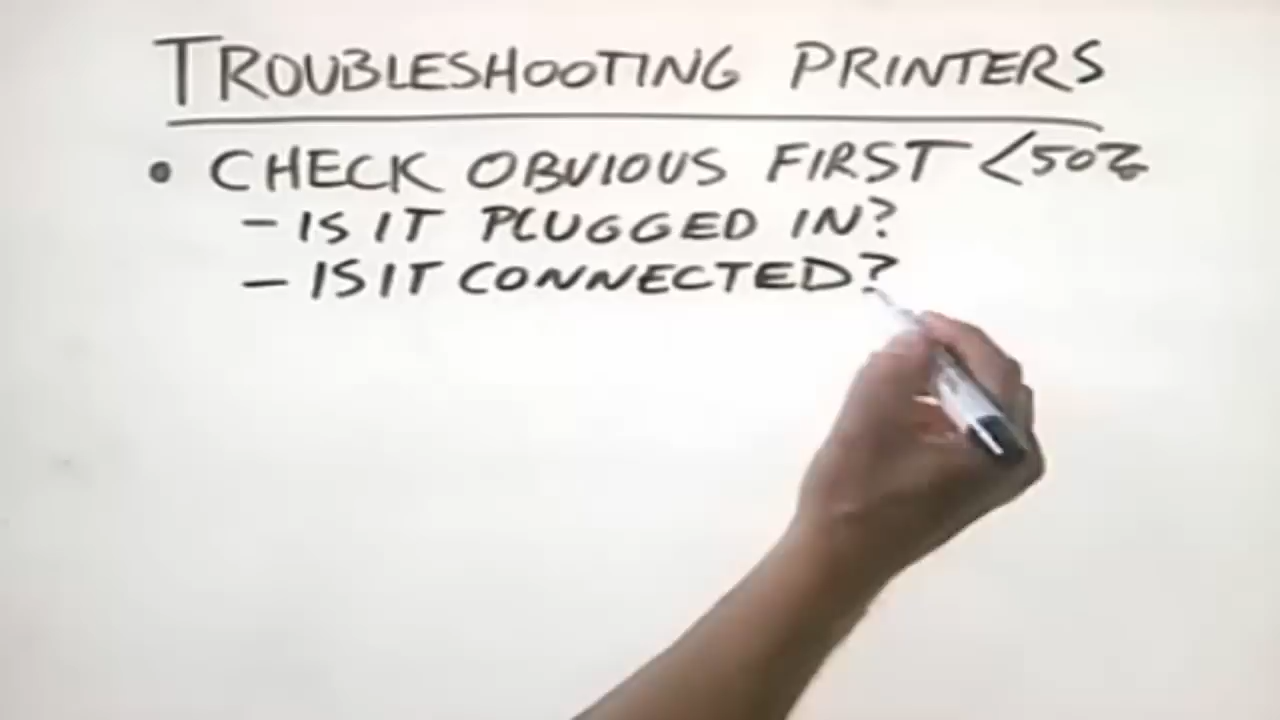 TROUBLESHOOTING PRINTERS
• CHECK OBVIOUS FIRST <50%
- IS IT PLUGGED IN?
- IS IT CONNECTED?